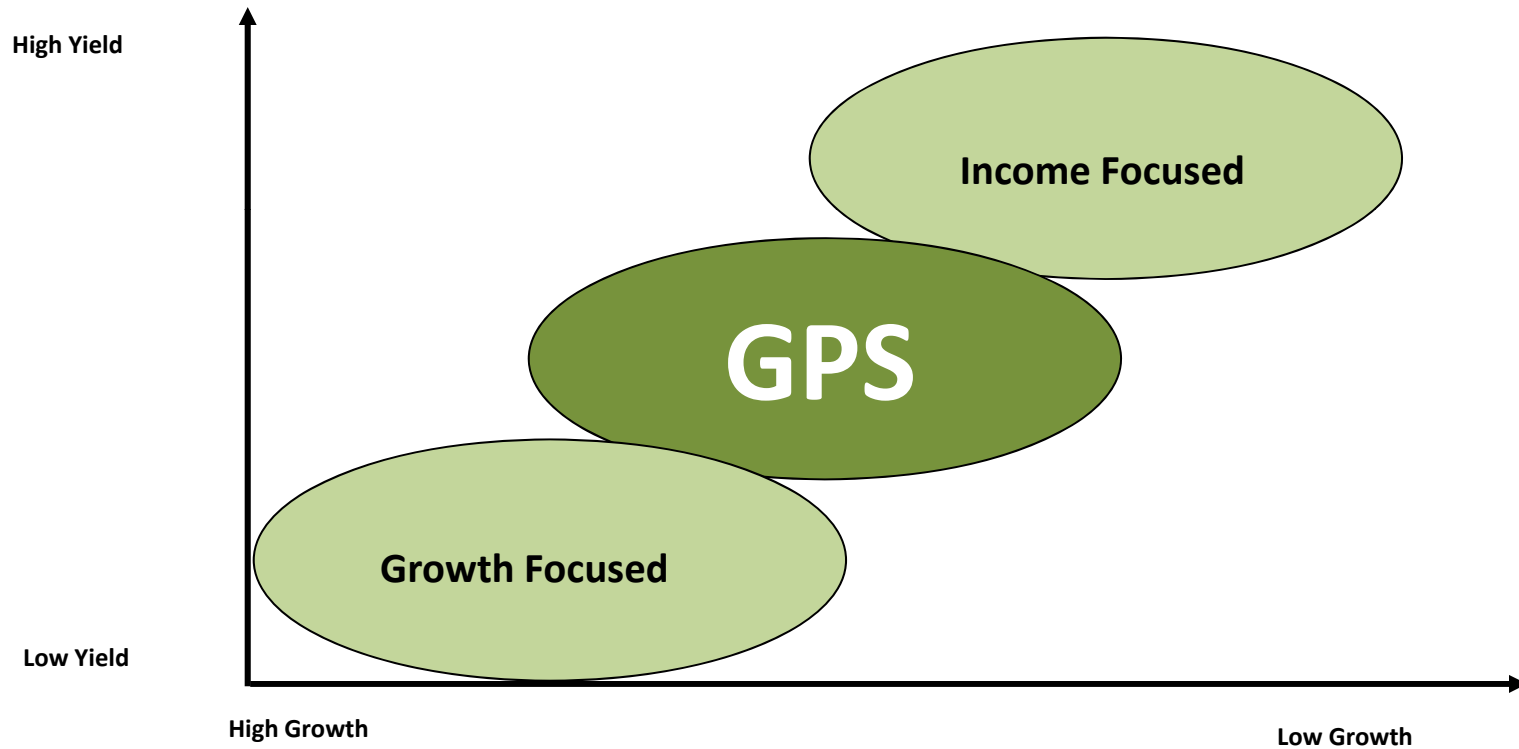 High Yield
Income Focused
GPS
Growth Focused
Low Yield
High Growth
Low Growth